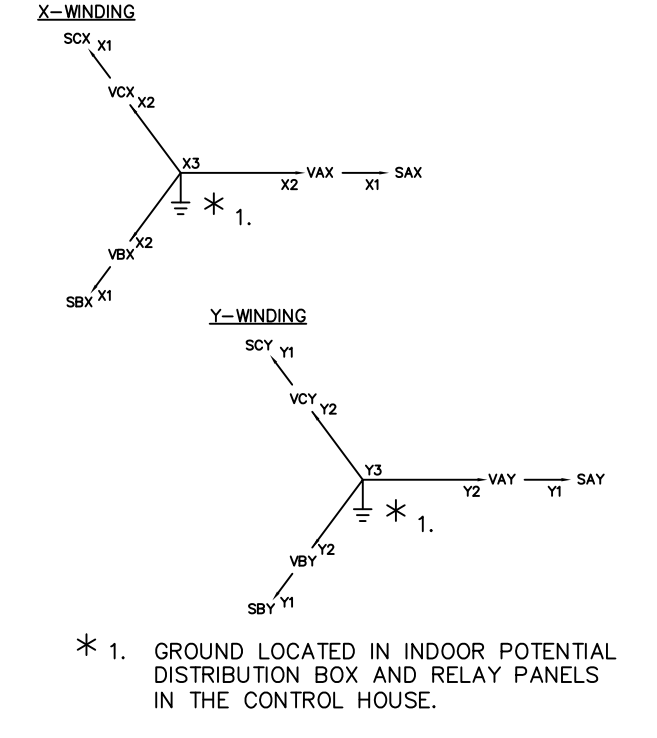 X-WINDING
SCX X1
VCX X2
X3
X2 VAX X1 SAX
* 1.
VBX X2
SBX X1
Y-WINDING
SCY Y1
VCY Y2
Y3
Y2 VAY Y1 SAY
* 1.
VBY Y2
SBY Y1
* 1. GROUND LOCATED IN INDOOR POTENTIAL
DISTRIBUTION BOX AND RELAY PANELS
IN THE CONTROL HOUSE.